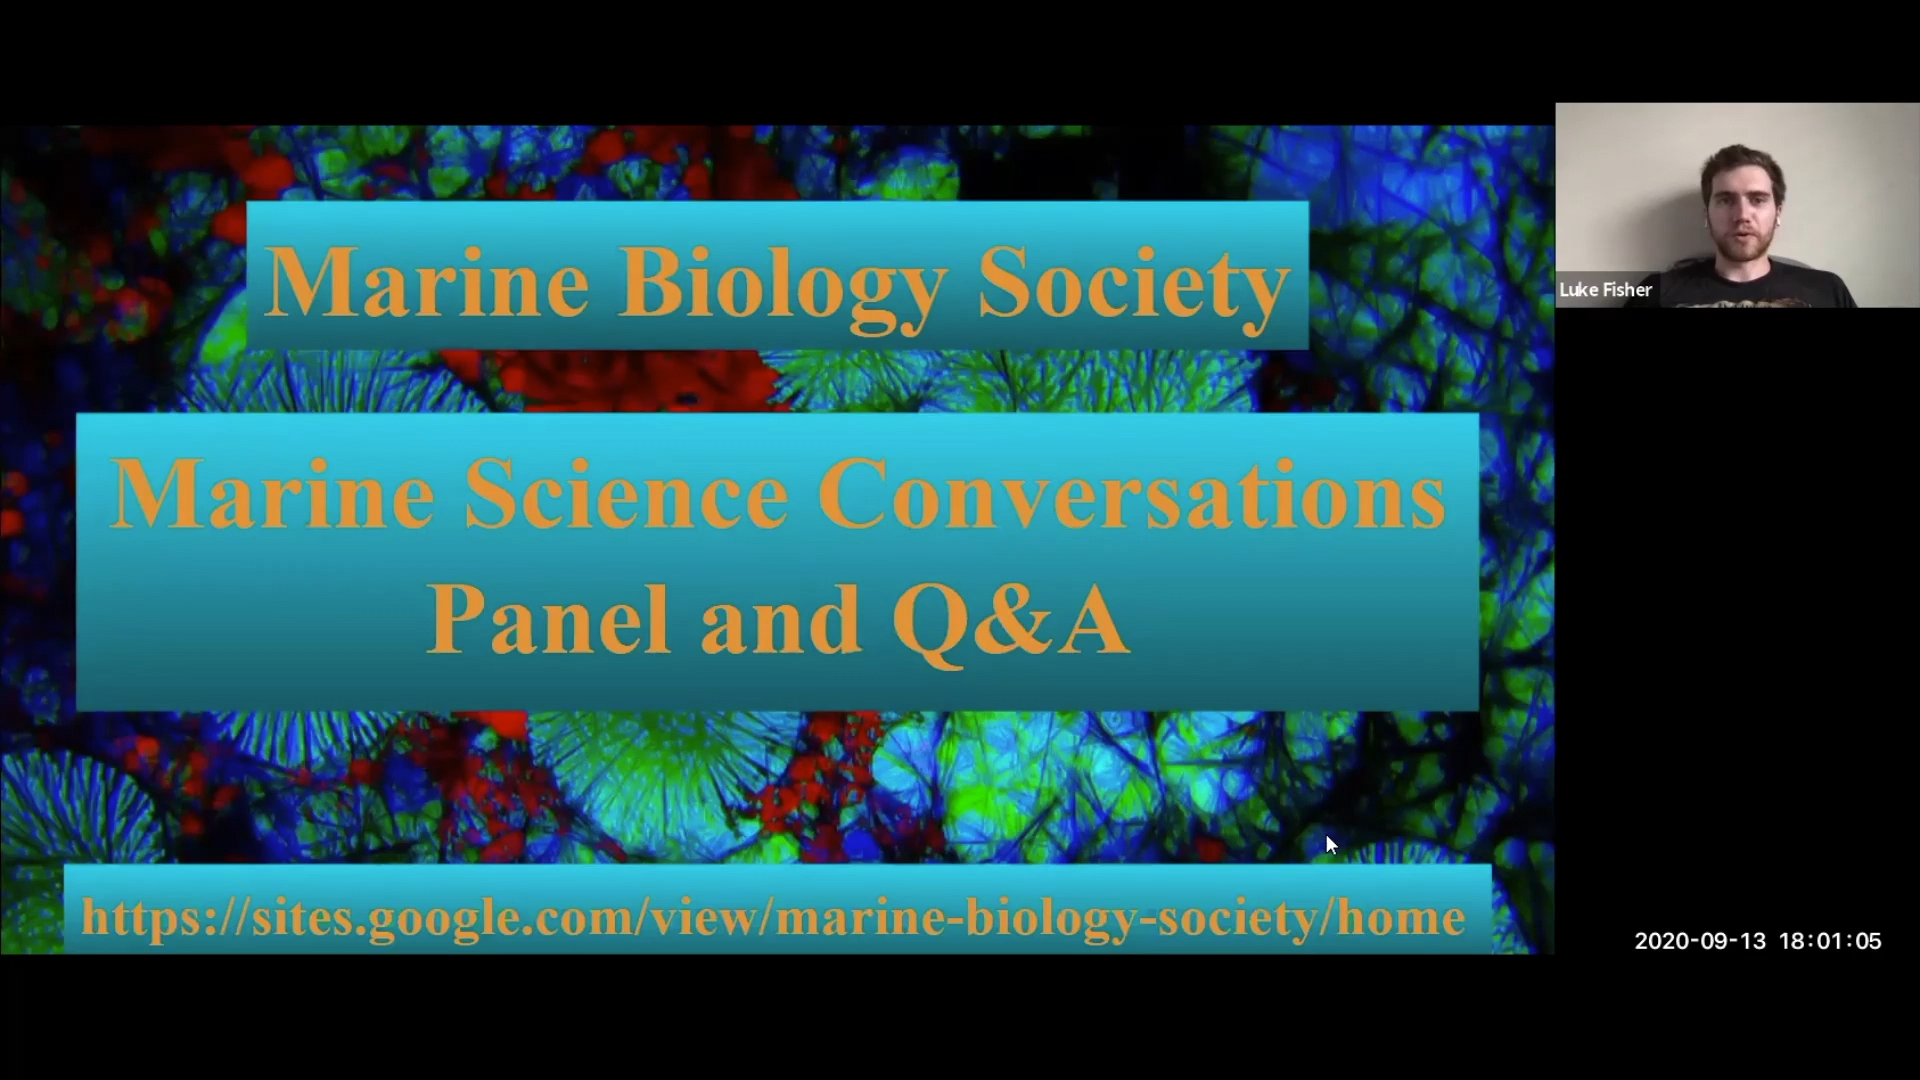 Marine Biology Society
Luke Fisher
Marine Science Conversations
Panel and Q&A
https://sites.google.com/view/marine-biology-society/home
2020-09-13 18:01:05